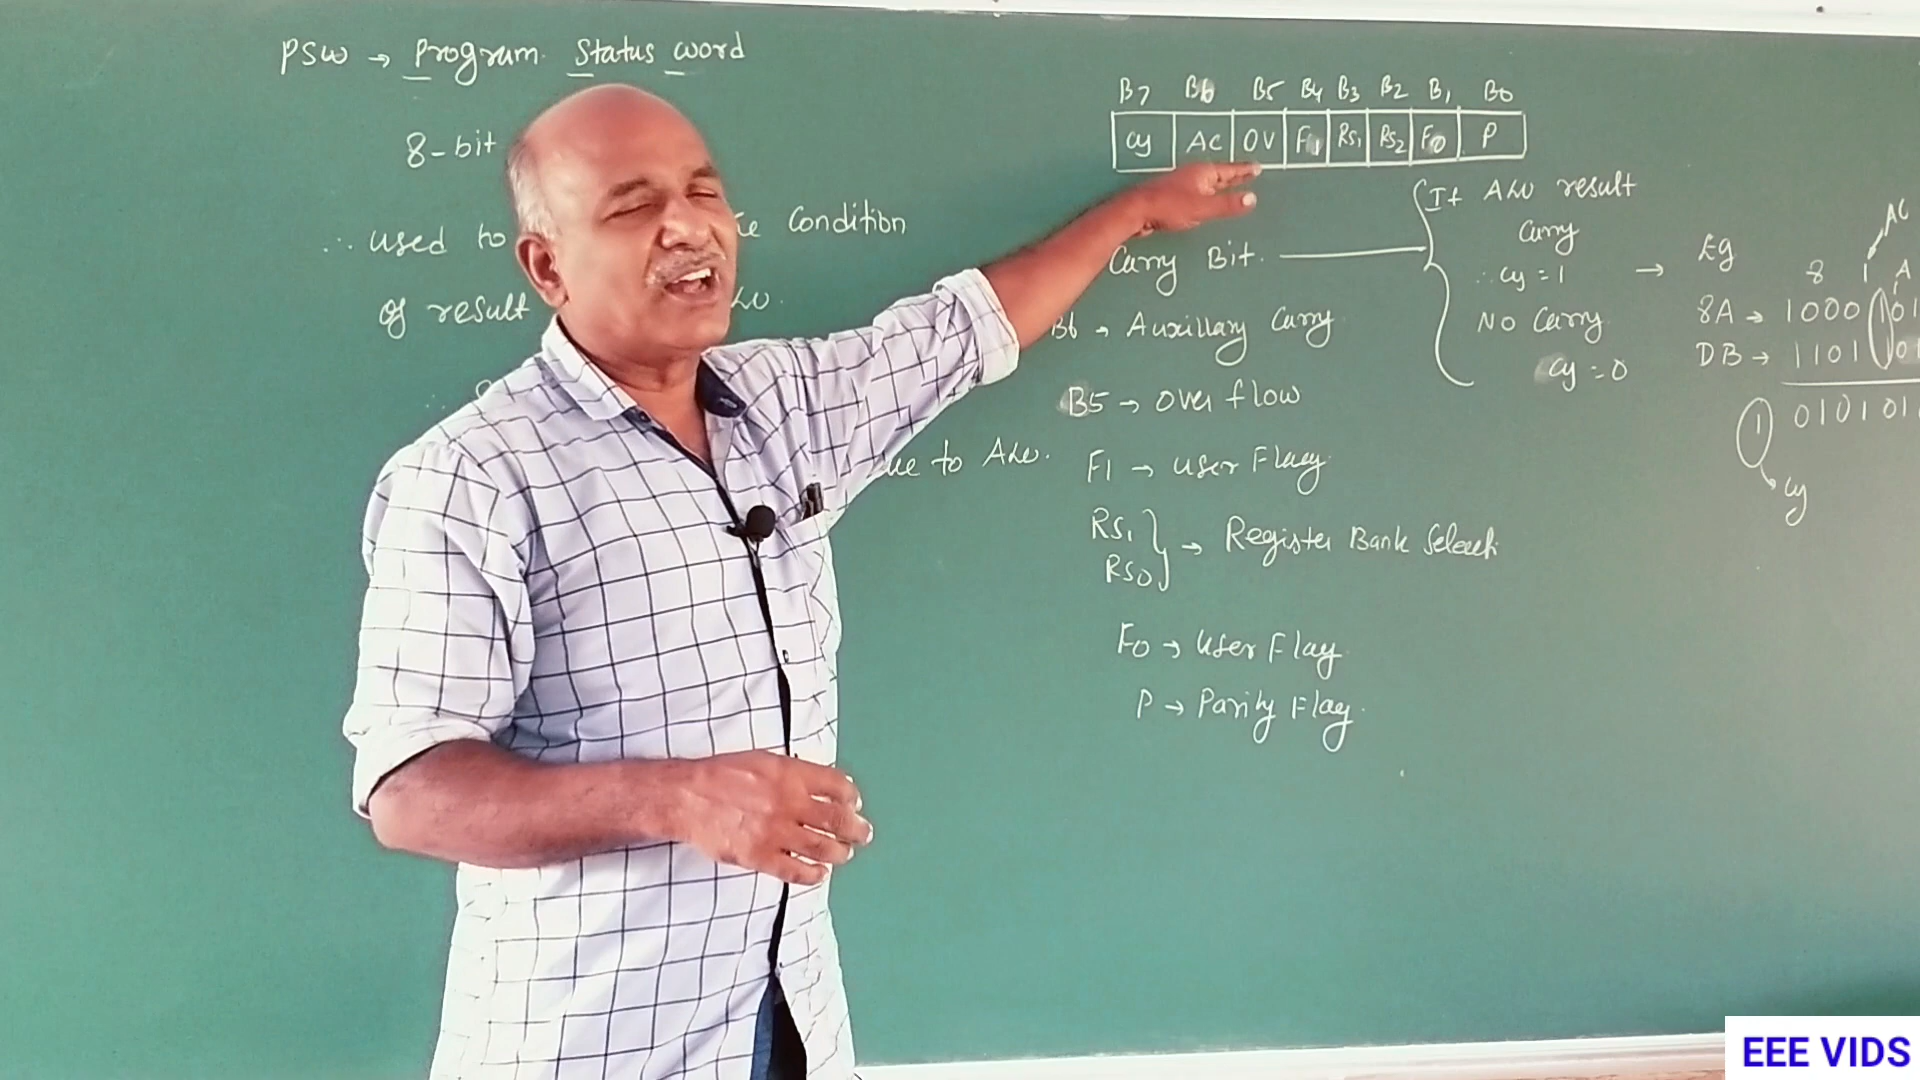 PSW → Program Status word
8-bit
∴ used to
Condition
of result
ue to ALU.
B7 B6 B5 B4 B3 B2 B1 B0
Cy AC OV F1 RS1 RS2 F0 P
Carry Bit.
B6 → Auxillary Carry
B5 → Over flow
F1 → User Flag
RS1
RS0
→ Register Bank Select
F0 → User Flag
P → Parity Flag.
If ALU result
Carry
∴ Cy = 1
NO Carry
Cy = 0
→ Eg
AC
8 1 A
8A → 1000 101
DB → 1101 101
1 0101 01
Cy
EEE VIDS